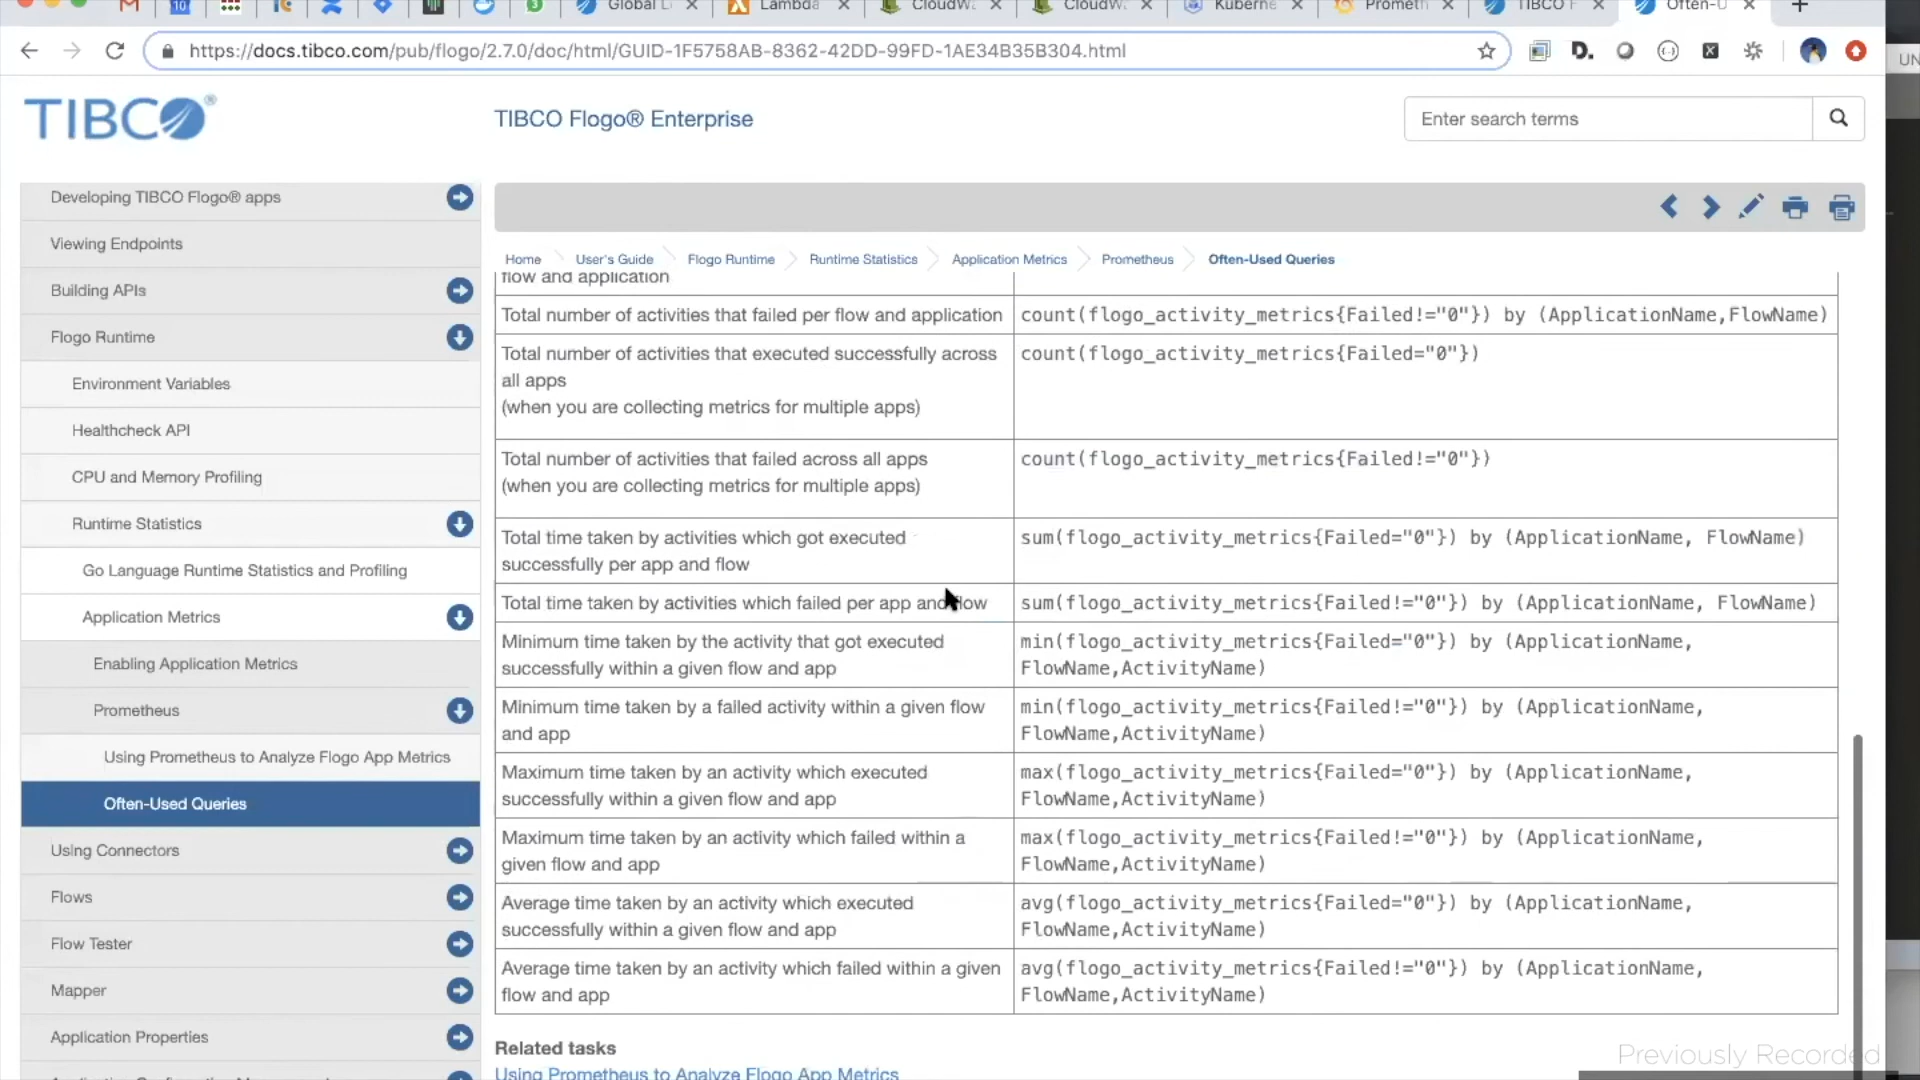 Global L
Lambda
CloudWa
CloudWa
Kuberne
Prometh
TIBCO F
Often-U
https://docs.tibco.com/pub/flogo/2.7.0/doc/html/GUID-1F5758AB-8362-42DD-99FD-1AE34B35B304.html
UN
TIBCO®
TIBCO Flogo® Enterprise
Enter search terms
Developing TIBCO Flogo® apps
Viewing Endpoints
Building APIs
Flogo Runtime
Environment Variables
Healthcheck API
CPU and Memory Profiling
Runtime Statistics
Go Language Runtime Statistics and Profiling
Application Metrics
Enabling Application Metrics
Prometheus
Using Prometheus to Analyze Flogo App Metrics
Often-Used Queries
Using Connectors
Flows
Flow Tester
Mapper
Application Properties
Home User's Guide Flogo Runtime Runtime Statistics Application Metrics Prometheus Often-Used Queries
flow and application
Total number of activities that failed per flow and application
count(flogo_activity_metrics{Failed!="0"}) by (ApplicationName,FlowName)
Total number of activities that executed successfully across
all apps
(when you are collecting metrics for multiple apps)
count(flogo_activity_metrics{Failed="0"})
Total number of activities that failed across all apps
(when you are collecting metrics for multiple apps)
count(flogo_activity_metrics{Failed!="0"})
Total time taken by activities which got executed
successfully per app and flow
sum(flogo_activity_metrics{Failed="0"}) by (ApplicationName, FlowName)
Total time taken by activities which failed per app and flow
sum(flogo_activity_metrics{Failed!="0"}) by (ApplicationName, FlowName)
Minimum time taken by the activity that got executed
successfully within a given flow and app
min(flogo_activity_metrics{Failed="0"}) by (ApplicationName,
FlowName,ActivityName)
Minimum time taken by a failed activity within a given flow
and app
min(flogo_activity_metrics{Failed!="0"}) by (ApplicationName,
FlowName,ActivityName)
Maximum time taken by an activity which executed
successfully within a given flow and app
max(flogo_activity_metrics{Failed="0"}) by (ApplicationName,
FlowName,ActivityName)
Maximum time taken by an activity which failed within a
given flow and app
max(flogo_activity_metrics{Failed!="0"}) by (ApplicationName,
FlowName,ActivityName)
Average time taken by an activity which executed
successfully within a given flow and app
avg(flogo_activity_metrics{Failed="0"}) by (ApplicationName,
FlowName,ActivityName)
Average time taken by an activity which failed within a given
flow and app
avg(flogo_activity_metrics{Failed!="0"}) by (ApplicationName,
FlowName,ActivityName)
Related tasks
Using Prometheus to Analyze Flogo App Metrics
Previously Recorded